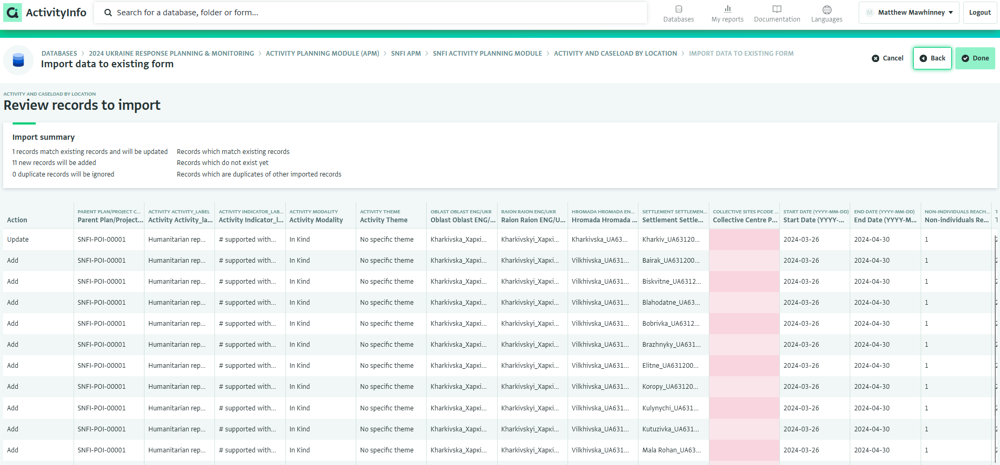 ActivityInfo
Search for a database, folder or form...
Databases
My reports
Documentation
Languages
M Matthew Mawhinney
Logout
DATABASES > 2024 UKRAINE RESPONSE PLANNING & MONITORING > ACTIVITY PLANNING MODULE (APM) > SNFI APM > SNFI ACTIVITY PLANNING MODULE > ACTIVITY AND CASELOAD BY LOCATION > IMPORT DATA TO EXISTING FORM
Import data to existing form
Cancel
Back
Done
ACTIVITY AND CASELOAD BY LOCATION
Review records to import
Import summary
1 records match existing records and will be updated Records which match existing records
11 new records will be added Records which do not exist yet
0 duplicate records will be ignored Records which are duplicates of other imported records
PARENT PLAN/PROJECT C... ACTIVITY ACTIVITY_LABEL ACTIVITY INDICATOR_LAB... ACTIVITY MODALITY ACTIVITY THEME OBLAST OBLAST ENG/UKR RAION RAION ENG/UKR HROMADA HROMADA EN... SETTLEMENT SETTLEMEN... COLLECTIVE SITES PCODE ... START DATE (YYYY-MM-DD) END DATE (YYYY-MM-DD) NON-INDIVIDUALS REACH... T
Action Parent Plan/Project... Activity Activity_la... Activity Indicator_l... Activity Modality Activity Theme Oblast Oblast ENG/... Raion Raion ENG/U... Hromada Hromada ... Settlement Settle... Collective Centre P... Start Date (YYYY-... End Date (YYYY-M... Non-individuals Re... T
Update SNFI-POI-00001 Humanitarian rep... # supported with... In Kind No specific theme Kharkivska_Харкі... Kharkivskyi_Харкі... Kharkivska_UA63... Kharkiv_UA63120... 2024-03-26 2024-04-30 1
Add SNFI-POI-00001 Humanitarian rep... # supported with... In Kind No specific theme Kharkivska_Харкі... Kharkivskyi_Харкі... Vilkhivska_UA631... Bairak_UA631200... 2024-03-26 2024-04-30 1
Add SNFI-POI-00001 Humanitarian rep... # supported with... In Kind No specific theme Kharkivska_Харкі... Kharkivskyi_Харкі... Vilkhivska_UA631... Biskvitne_UA6312... 2024-03-26 2024-04-30 1
Add SNFI-POI-00001 Humanitarian rep... # supported with... In Kind No specific theme Kharkivska_Харкі... Kharkivskyi_Харкі... Vilkhivska_UA631... Blahodatne_UA63... 2024-03-26 2024-04-30 1
Add SNFI-POI-00001 Humanitarian rep... # supported with... In Kind No specific theme Kharkivska_Харкі... Kharkivskyi_Харкі... Vilkhivska_UA631... Bobrivka_UA6312... 2024-03-26 2024-04-30 1
Add SNFI-POI-00001 Humanitarian rep... # supported with... In Kind No specific theme Kharkivska_Харкі... Kharkivskyi_Харкі... Vilkhivska_UA631... Brazhnyky_UA631... 2024-03-26 2024-04-30 1
Add SNFI-POI-00001 Humanitarian rep... # supported with... In Kind No specific theme Kharkivska_Харкі... Kharkivskyi_Харкі... Vilkhivska_UA631... Elitne_UA631200... 2024-03-26 2024-04-30 1
Add SNFI-POI-00001 Humanitarian rep... # supported with... In Kind No specific theme Kharkivska_Харкі... Kharkivskyi_Харкі... Vilkhivska_UA631... Koropy_UA63120... 2024-03-26 2024-04-30 1
Add SNFI-POI-00001 Humanitarian rep... # supported with... In Kind No specific theme Kharkivska_Харкі... Kharkivskyi_Харкі... Vilkhivska_UA631... Kulynychi_UA631... 2024-03-26 2024-04-30 1
Add SNFI-POI-00001 Humanitarian rep... # supported with... In Kind No specific theme Kharkivska_Харкі... Kharkivskyi_Харкі... Vilkhivska_UA631... Kutuzivka_UA631... 2024-03-26 2024-04-30 1
Add SNFI-POI-00001 Humanitarian rep... # supported with... In Kind No specific theme Kharkivska_Харкі... Kharkivskyi_Харкі... Vilkhivska_UA631... Mala Rohan_UA63... 2024-03-26 2024-04-30 1